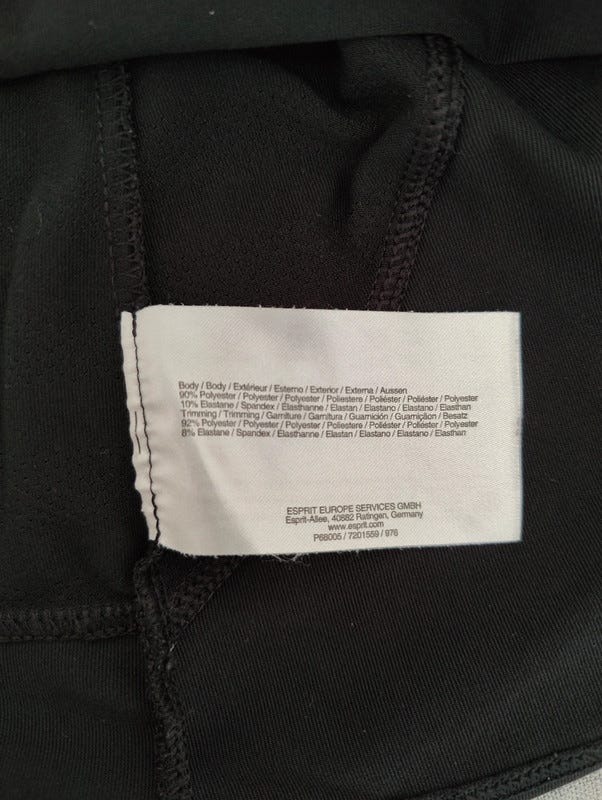 Body / Body / Extérieur / Esterno / Exterior / Externa / Aussen
90% Polyester / Polyester / Polyester / Poliestere / Poliéster / Poliéster / Polyester
10% Elastane / Spandex / Élasthanne / Elastan / Elastano / Elastano / Elasthan
Trimming / Trimming / Garniture / Garnitura / Guarnición / Guarnição / Besatz
92% Polyester / Polyester / Polyester / Poliestere / Poliéster / Poliéster / Polyester
8% Elastane / Spandex / Élasthanne / Elastan / Elastano / Elastano / Elasthan
ESPRIT EUROPE SERVICES GMBH
Esprit-Allee, 40882 Ratingen, Germany
www.esprit.com
P68005 / 7201559 / 976